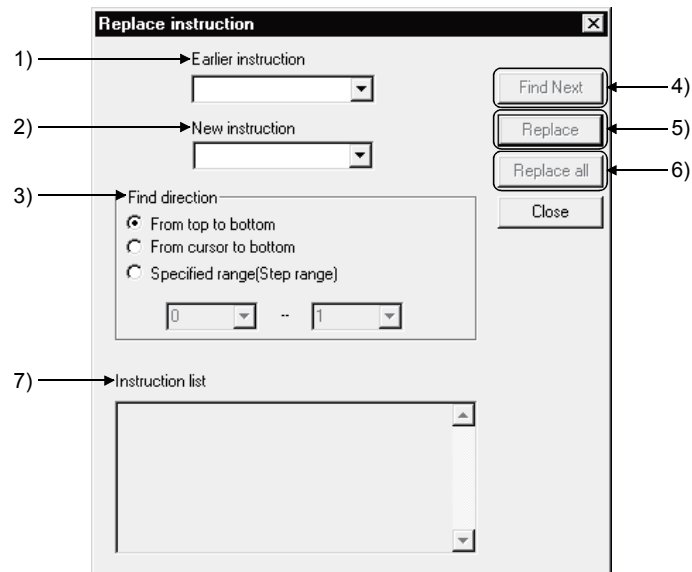 Replace instruction
1) Earlier instruction
Find Next 4)
2) New instruction
Replace 5)
Replace all 6)
3) Find direction
Close
From top to bottom
From cursor to bottom
Specified range(Step range)
0 -- 1
7) Instruction list